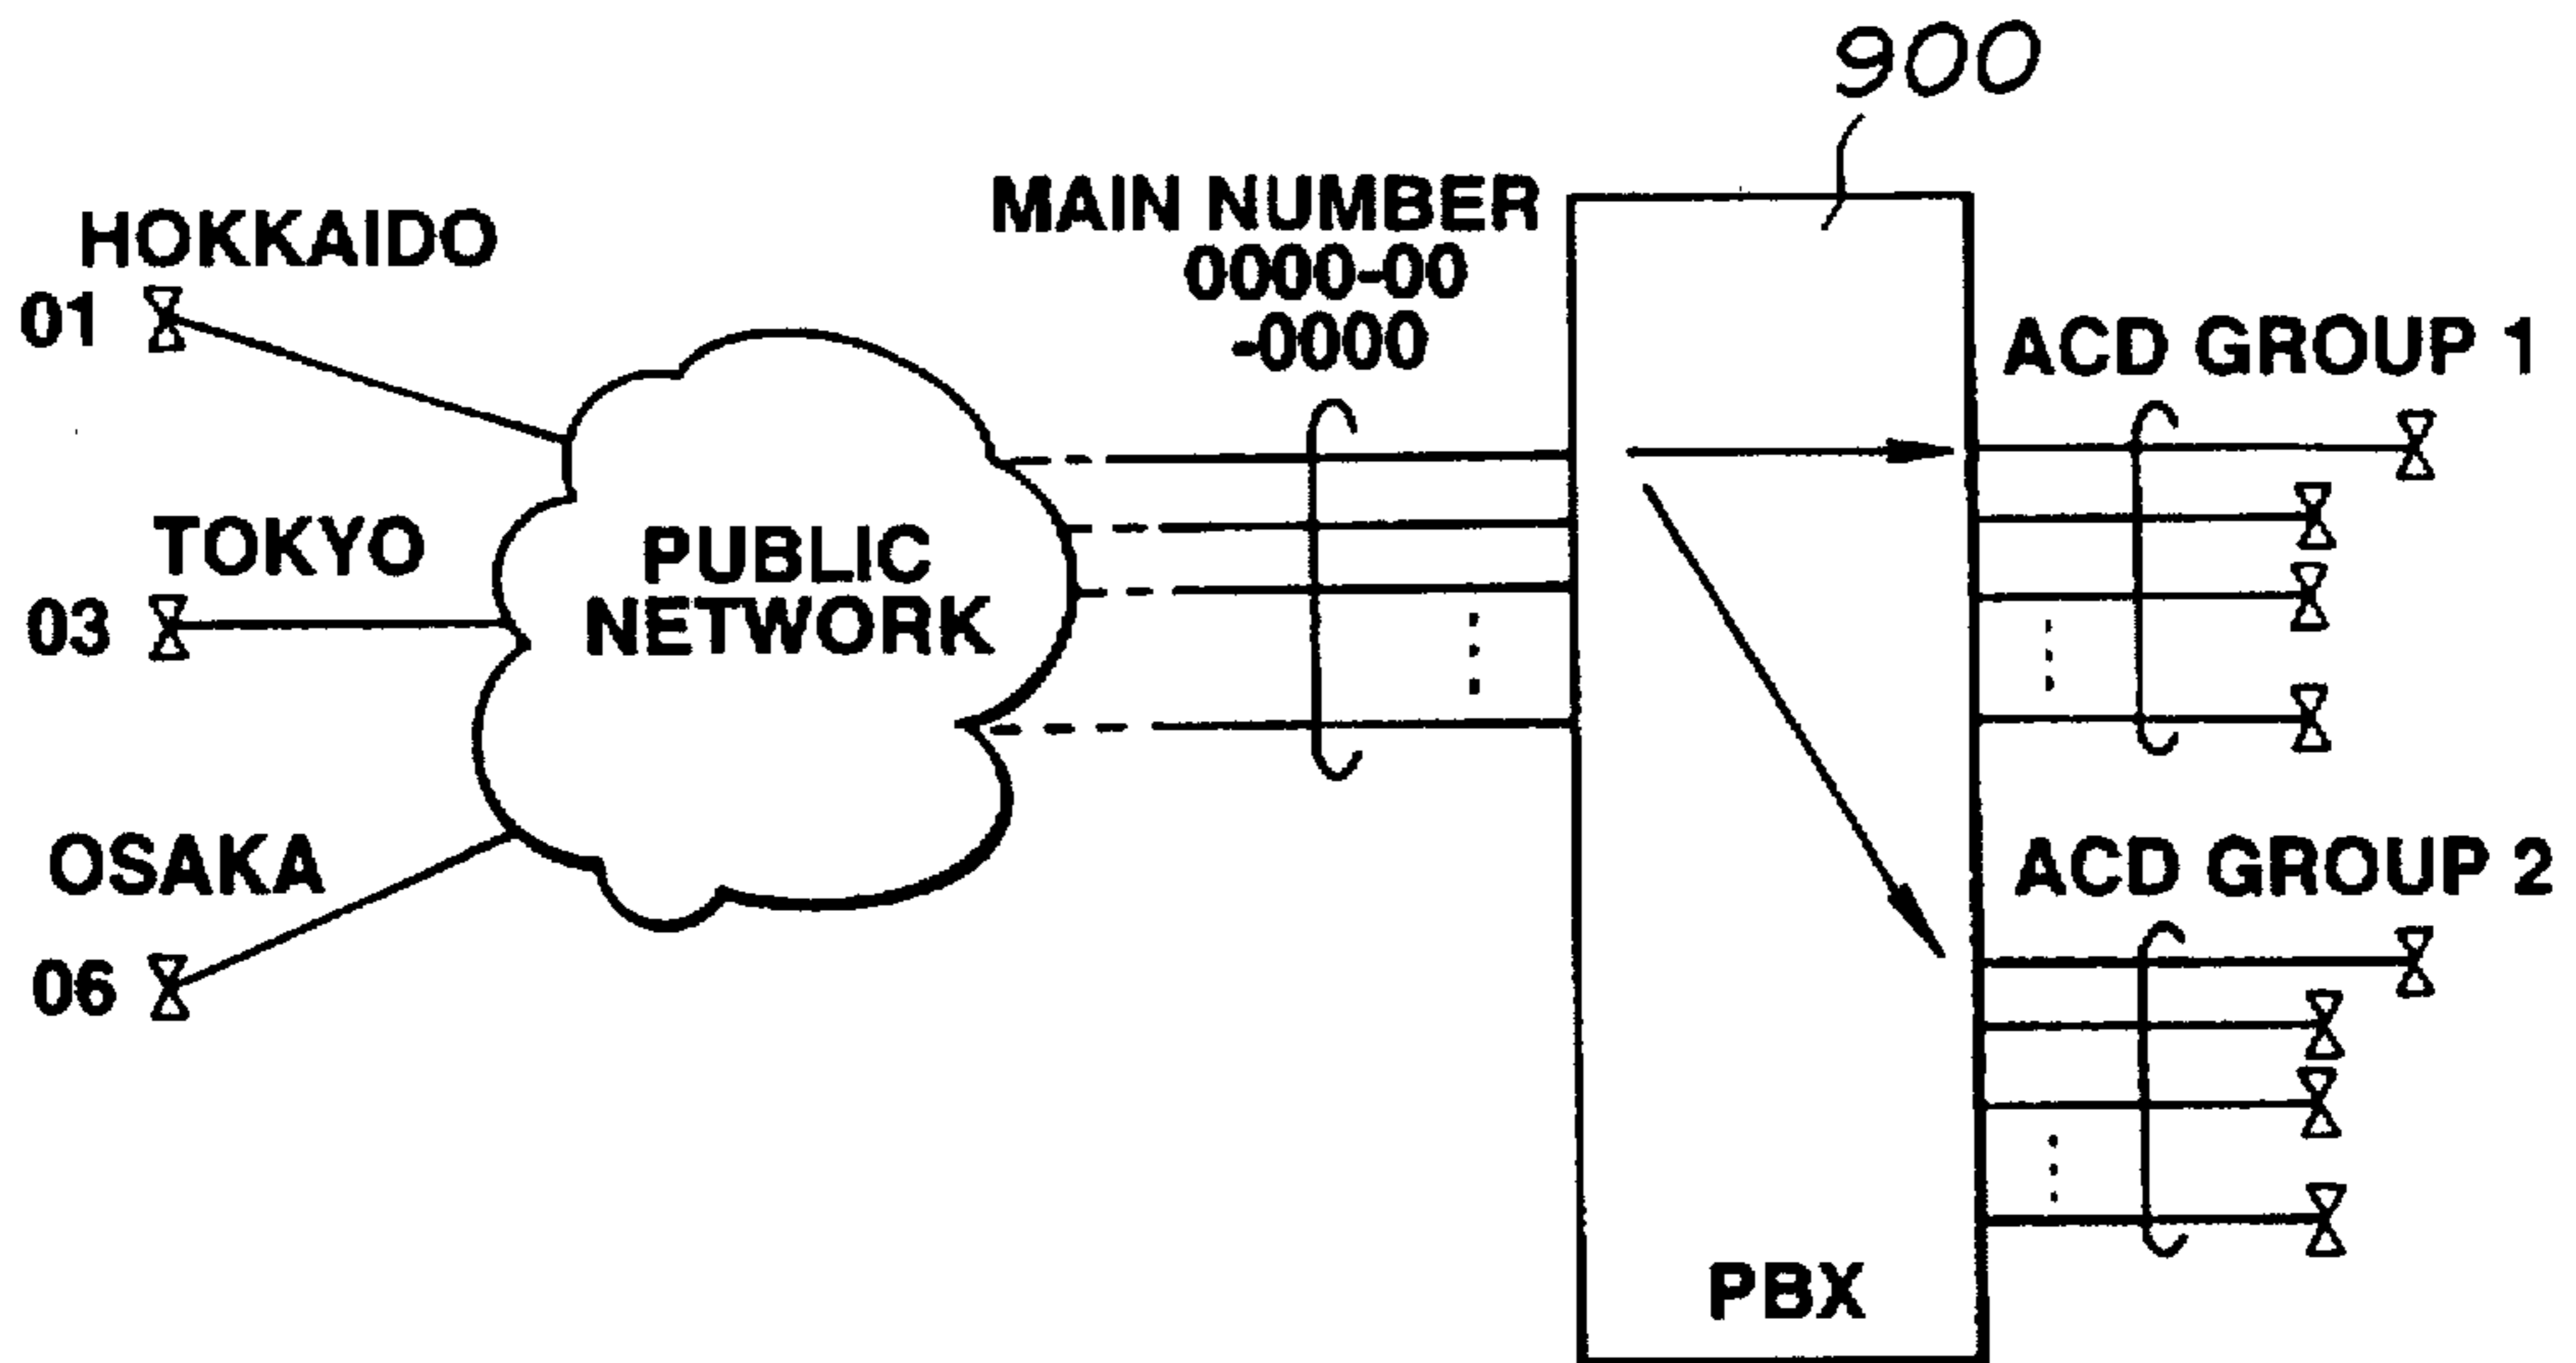 900
MAIN NUMBER
0000-00
-0000
HOKKAIDO
01
TOKYO
03
OSAKA
06
PUBLIC
NETWORK
ACD GROUP 1
ACD GROUP 2
PBX